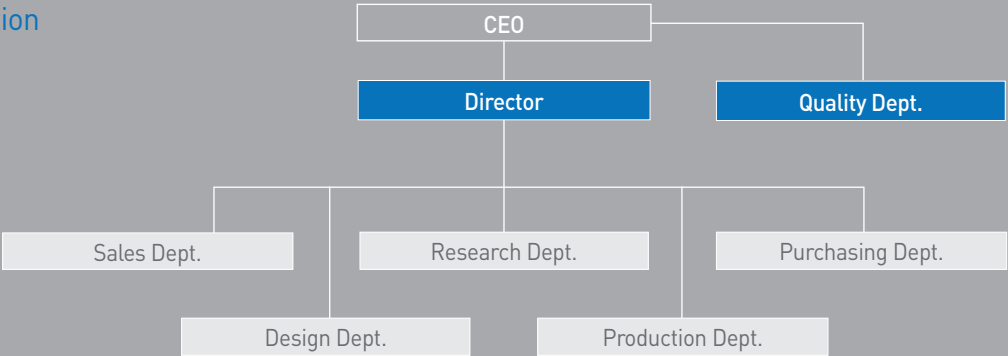 ion
CEO
Director
Quality Dept.
Sales Dept.
Research Dept.
Purchasing Dept.
Design Dept.
Production Dept.